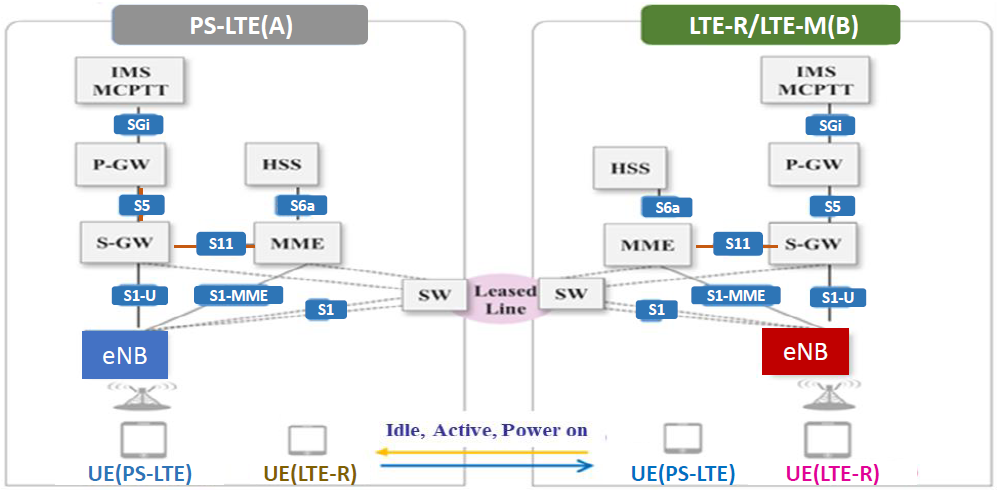 PS-LTE(A)
IMS
MCPTT
SGi
P-GW
HSS
S5
S6a
S-GW
S11
MME
S1-U
S1-MME
S1
SW
eNB
UE(PS-LTE)
UE(LTE-R)
Leased
Line
Idle, Active, Power on
LTE-R/LTE-M(B)
IMS
MCPTT
SGi
HSS
P-GW
S6a
S5
MME
S11
S-GW
SW
S1-MME
S1-U
S1
eNB
UE(PS-LTE)
UE(LTE-R)